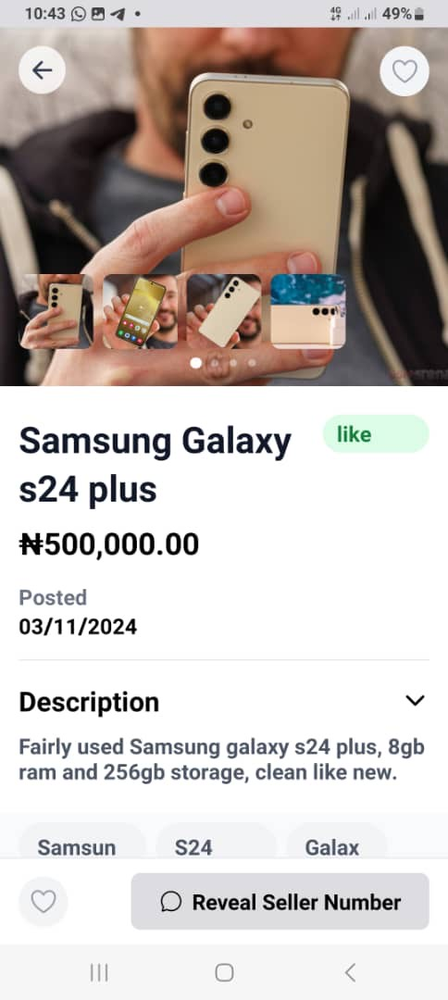 10:43
4G
49%
Samsung Galaxy
s24 plus
like
₦500,000.00
Posted
03/11/2024
Description
Fairly used Samsung galaxy s24 plus, 8gb
ram and 256gb storage, clean like new.
Samsun
S24
Galax
Reveal Seller Number